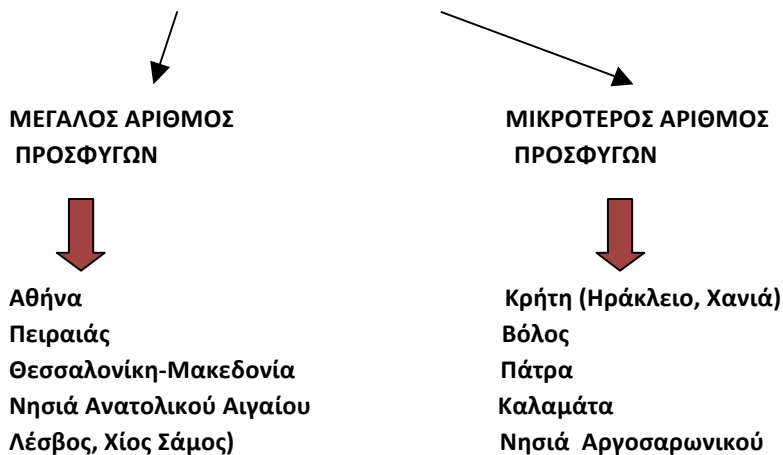 ΜΕΓΑΛΟΣ ΑΡΙΘΜΟΣ
ΠΡΟΣΦΥΓΩΝ
Αθήνα
Πειραιάς
Θεσσαλονίκη-Μακεδονία
Νησιά Ανατολικού Αιγαίου
Λέσβος, Χίος Σάμος)
ΜΙΚΡΟΤΕΡΟΣ ΑΡΙΘΜΟΣ
ΠΡΟΣΦΥΓΩΝ
Κρήτη (Ηράκλειο, Χανιά)
Βόλος
Πάτρα
Καλαμάτα
Νησιά Αργοσαρωνικού